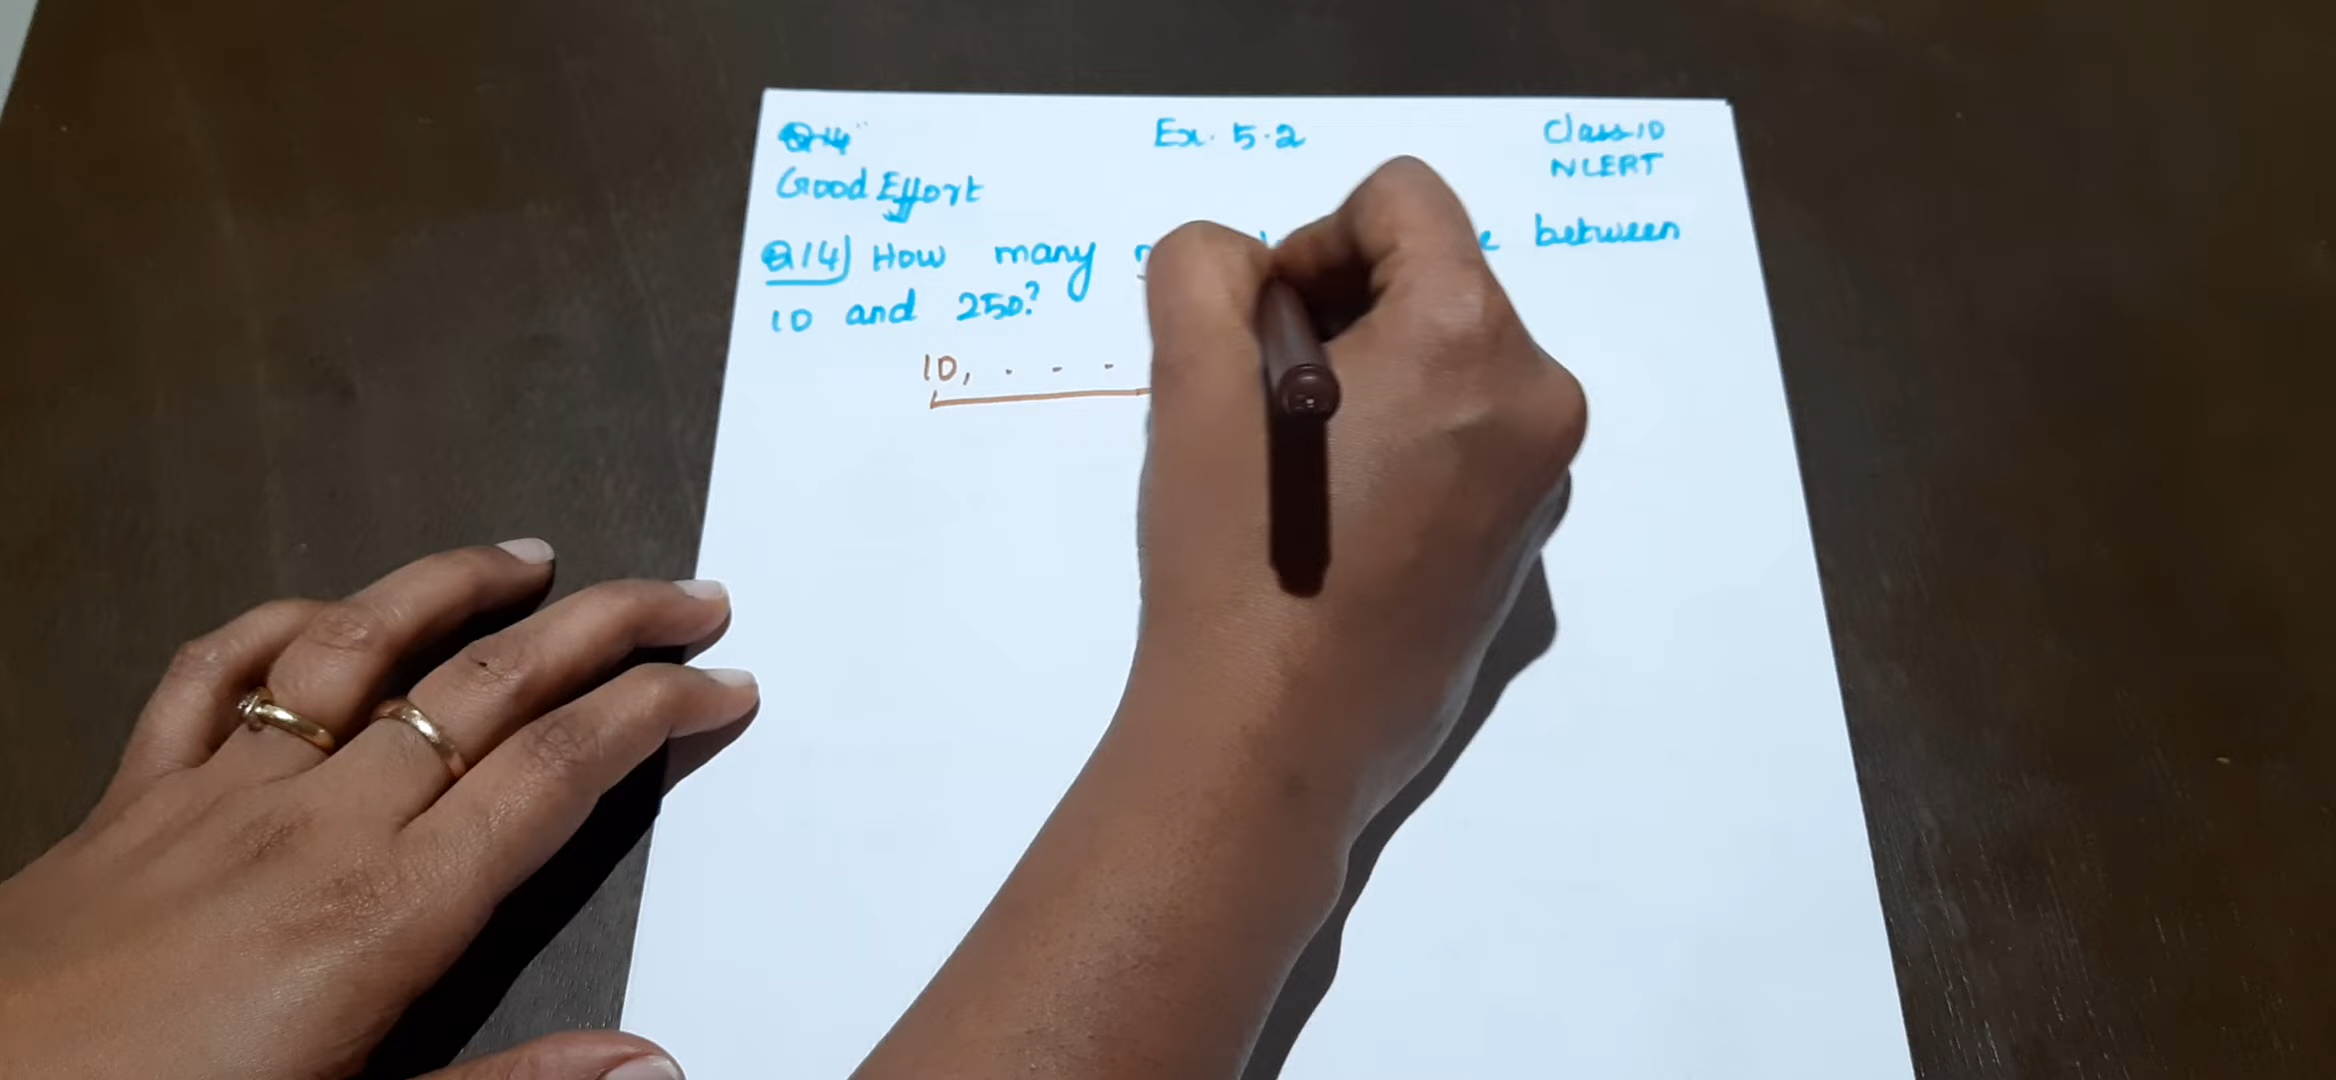 Q14
Ex. 5.2
Class 10
NCERT
Good Effort
Q14) How many between
10 and 250?
10, . - -